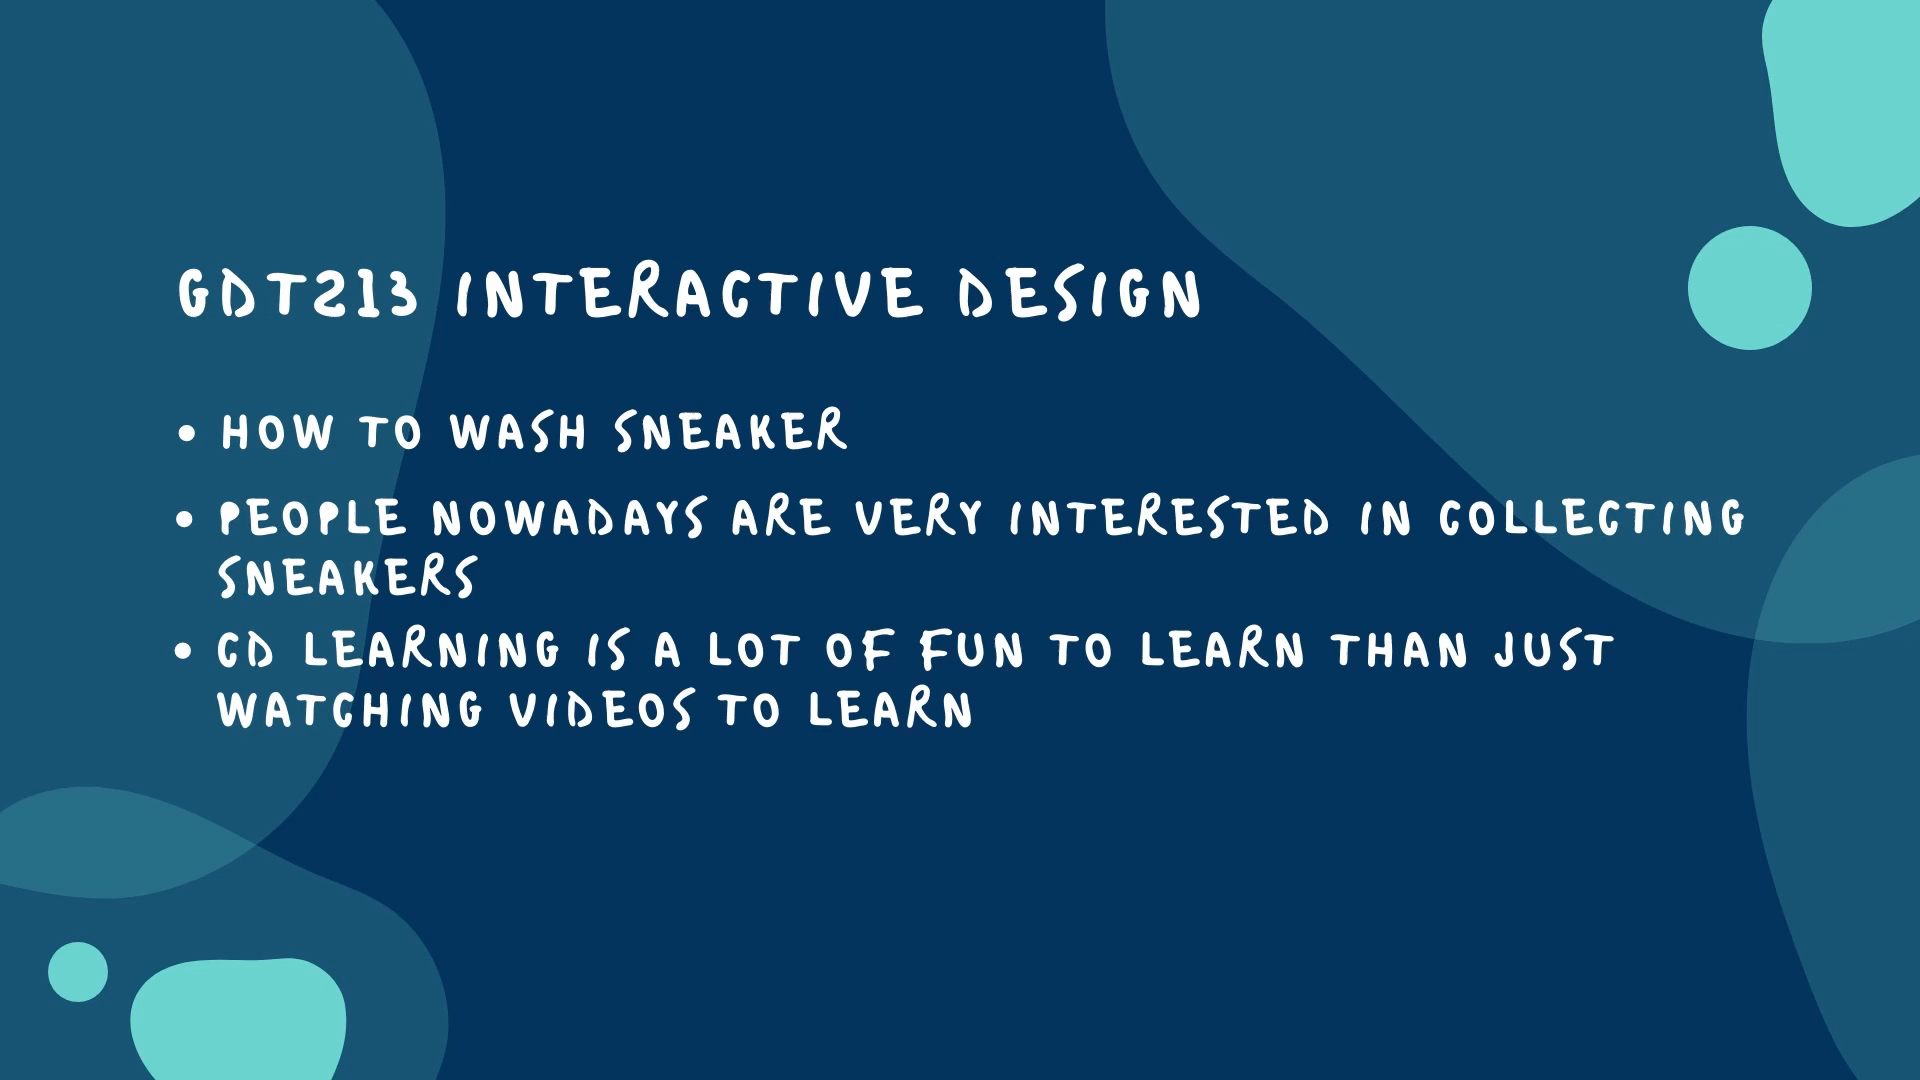 GDT213 INTERACTIVE DESIGN
• HOW TO WASH SNEAKER
• PEOPLE NOWADAYS ARE VERY INTERESTED IN COLLECTING
SNEAKERS
• CD LEARNING IS A LOT OF FUN TO LEARN THAN JUST
WATCHING VIDEOS TO LEARN